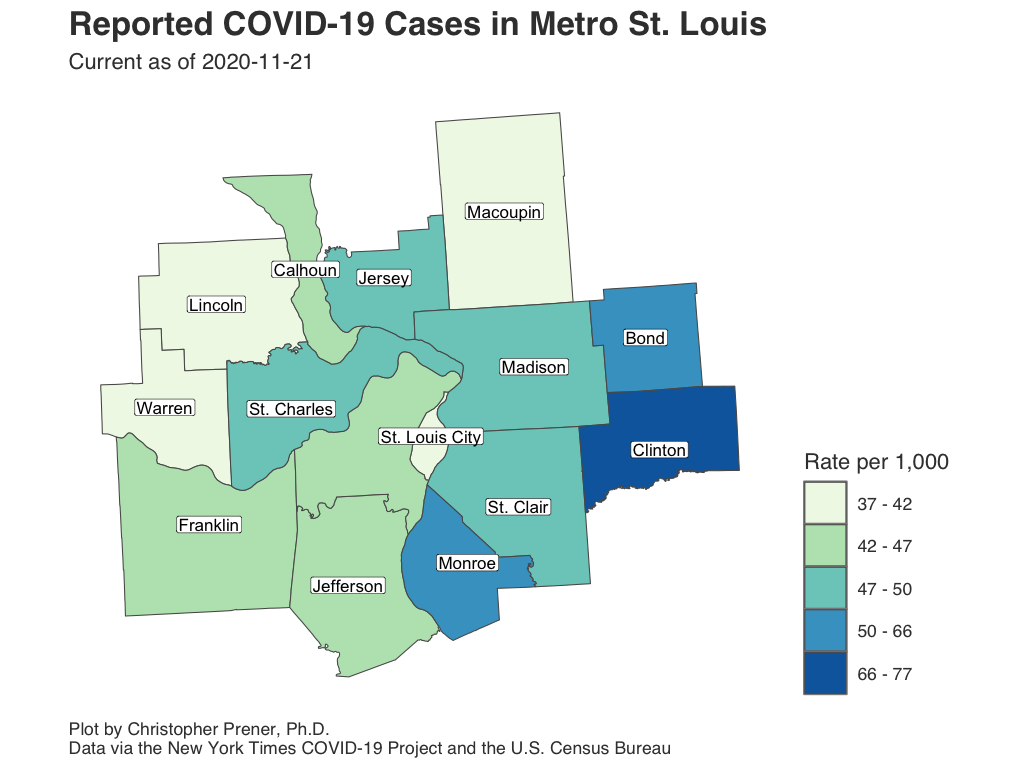 Reported COVID-19 Cases in Metro St. Louis
Current as of 2020-11-21
Macoupin
Calhoun
Jersey
Lincoln
Bond
Madison
Warren
St. Charles
St. Louis City
Clinton
St. Clair
Franklin
Monroe
Jefferson
Rate per 1,000
37 - 42
42 - 47
47 - 50
50 - 66
66 - 77
Plot by Christopher Prener, Ph.D.
Data via the New York Times COVID-19 Project and the U.S. Census Bureau